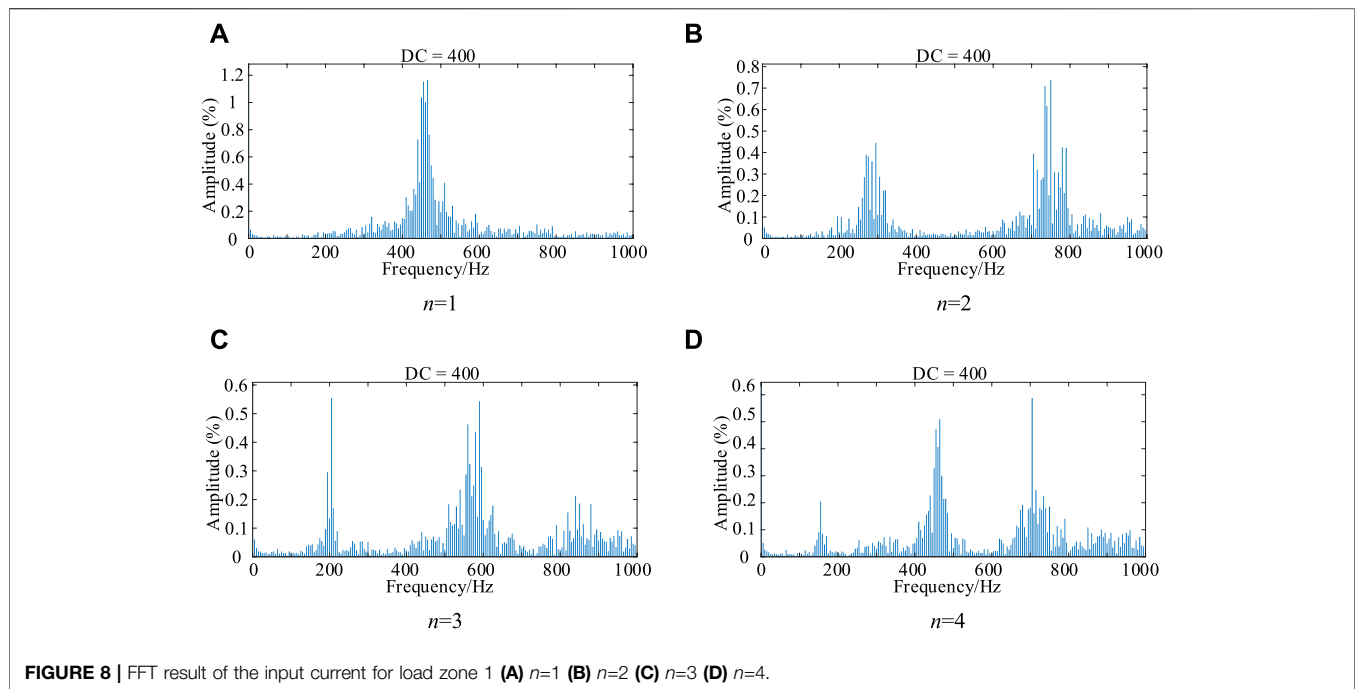 A
DC = 400
1.2
1
0.8
0.6
0.4
0.2
0
Amplitude (%)
0 200 400 600 800 1000
Frequency/Hz
n=1
B
DC = 400
0.8
0.7
0.6
0.5
0.4
0.3
0.2
0.1
0
Amplitude (%)
0 200 400 600 800 1000
Frequency/Hz
n=2
C
DC = 400
0.6
0.5
0.4
0.3
0.2
0.1
0
Amplitude (%)
0 200 400 600 800 1000
Frequency/Hz
n=3
D
DC = 400
0.6
0.5
0.4
0.3
0.2
0.1
0
Amplitude (%)
0 200 400 600 800 1000
Frequency/Hz
n=4
FIGURE 8 | FFT result of the input current for load zone 1 (A) n=1 (B) n=2 (C) n=3 (D) n=4.